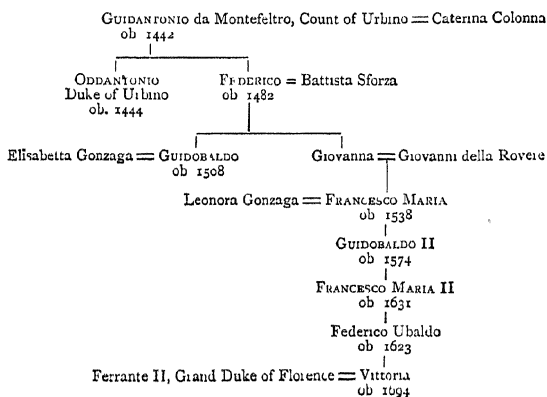 GUIDANTONIO da Montefeltro, Count of Urbino = Caterina Colonna
ob 1442
ODDANTONIO FEDERICO = Battista Sforza
Duke of Urbino ob 1482
ob. 1444
Elisabetta Gonzaga = GUIDOBALDO Giovanna = Giovanni della Rovere
ob 1508
Leonora Gonzaga = FRANCESCO MARIA
ob 1538
GUIDOBALDO II
ob 1574
FRANCESCO MARIA II
ob 1631
Federico Ubaldo
ob 1623
Ferrante II, Grand Duke of Florence = Vittoria
ob 1694